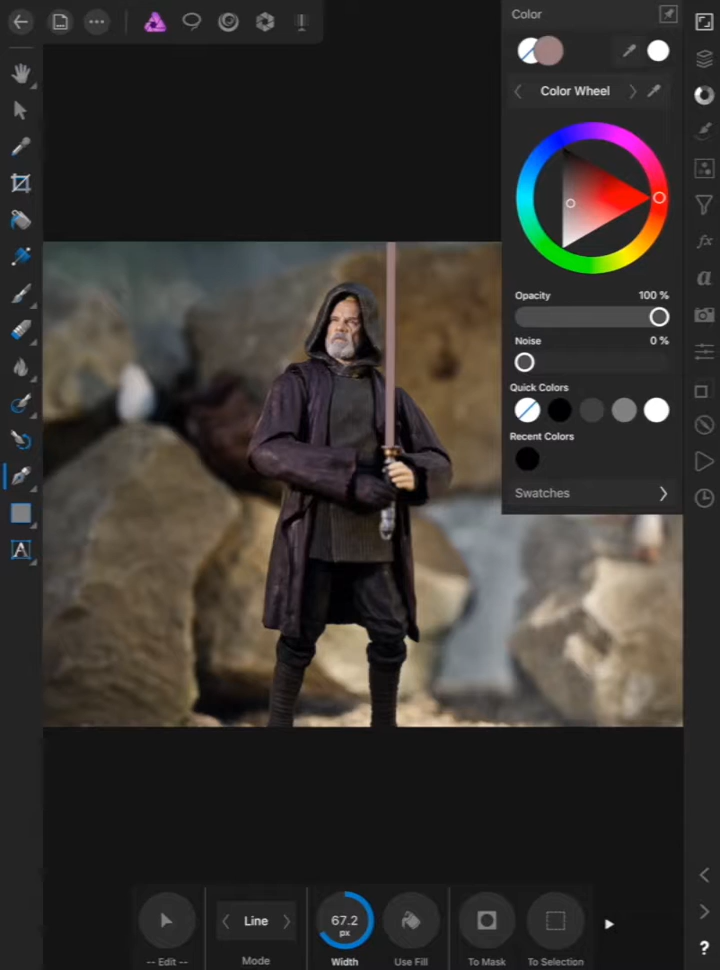 Color
Color Wheel
Opacity 100 %
Noise 0 %
Quick Colors
Recent Colors
Swatches
fx
a
A
67.2
px
Line
-- Edit --
Mode
Width
Use Fill
To Mask
To Selection
?